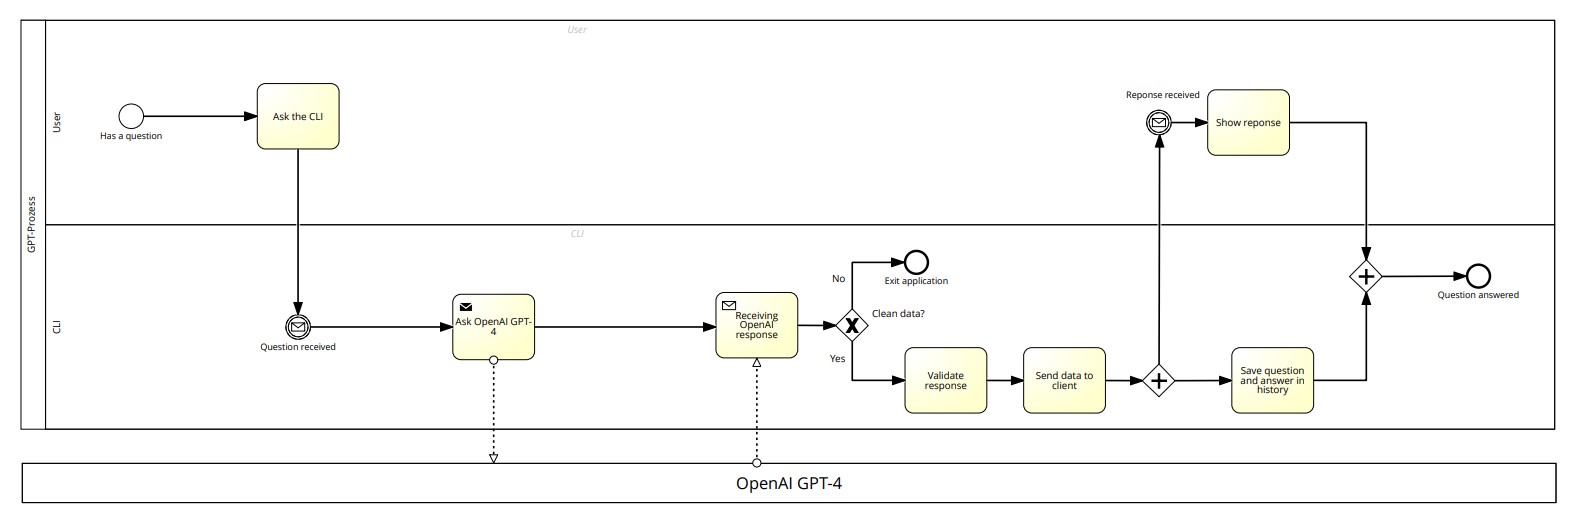 User
GPT-Prozess
User
Has a question
Ask the CLI
Reponse received
Show reponse
CLI
CLI
Question received
Ask OpenAI GPT-
4
Receiving
OpenAI
response
No
Exit application
Clean data?
Yes
Validate
response
Send data to
client
Save question
and answer in
history
Question answered
OpenAI GPT-4